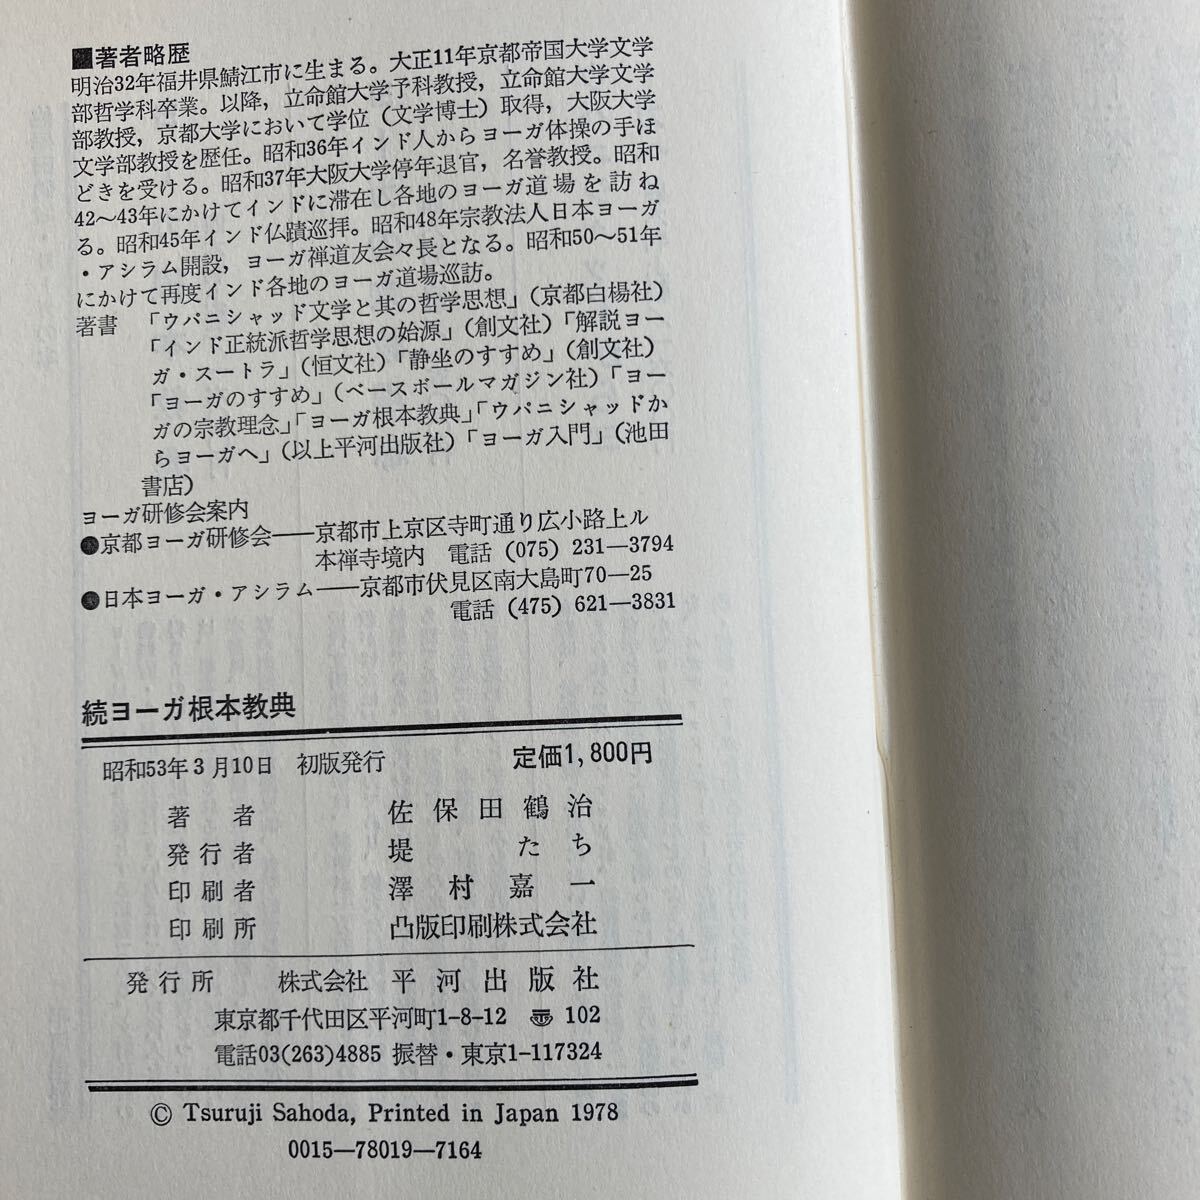 ■著者略歴
明治32年福井県鯖江市に生まる。大正11年京都帝国大学文学
部哲学科卒業。以降，立命館大学予科教授，立命館大学文学
部教授，京都大学において学位（文学博士）取得，大阪大学
文学部教授を歴任。昭和36年インド人からヨーガ体操の手ほ
どきを受ける。昭和37年大阪大学停年退官，名誉教授。昭和
42〜43年にかけてインドに滞在し各地のヨーガ道場を訪ね
る。昭和45年インド仏蹟巡拝。昭和48年宗教法人日本ヨーガ
・アシラム開設，ヨーガ禅道友会々長となる。昭和50〜51年
にかけて再度インド各地のヨーガ道場巡訪。
著書　「ウパニシャッド文学と其の哲学思想」（京都白楊社）
「インド正統派哲学思想の始源」（創文社）「解説ヨー
ガ・スートラ」（恒文社）「静坐のすすめ」（創文社）
「ヨーガのすすめ」（ベースボールマガジン社）「ヨー
ガの宗教理念」「ヨーガ根本教典」「ウパニシャッドか
らヨーガへ」（以上平河出版社）「ヨーガ入門」（池田
書店）
ヨーガ研修会案内
●京都ヨーガ研修会――京都市上京区寺町通り広小路上ル
本禅寺境内　電話（075）231―3794
●日本ヨーガ・アシラム――京都市伏見区南大島町70―25
電話（475）621―3831
続ヨーガ根本教典
昭和53年3月10日　初版発行　定価1,800円
著　者　佐保田鶴治
発行者　堤　たち
印刷者　澤村嘉一
印刷所　凸版印刷株式会社
発行所　株式会社　平河出版社
東京都千代田区平河町1-8-12　〠 102
電話03(263)4885 振替・東京1-117324
© Tsuruji Sahoda, Printed in Japan 1978
0015―78019―7164